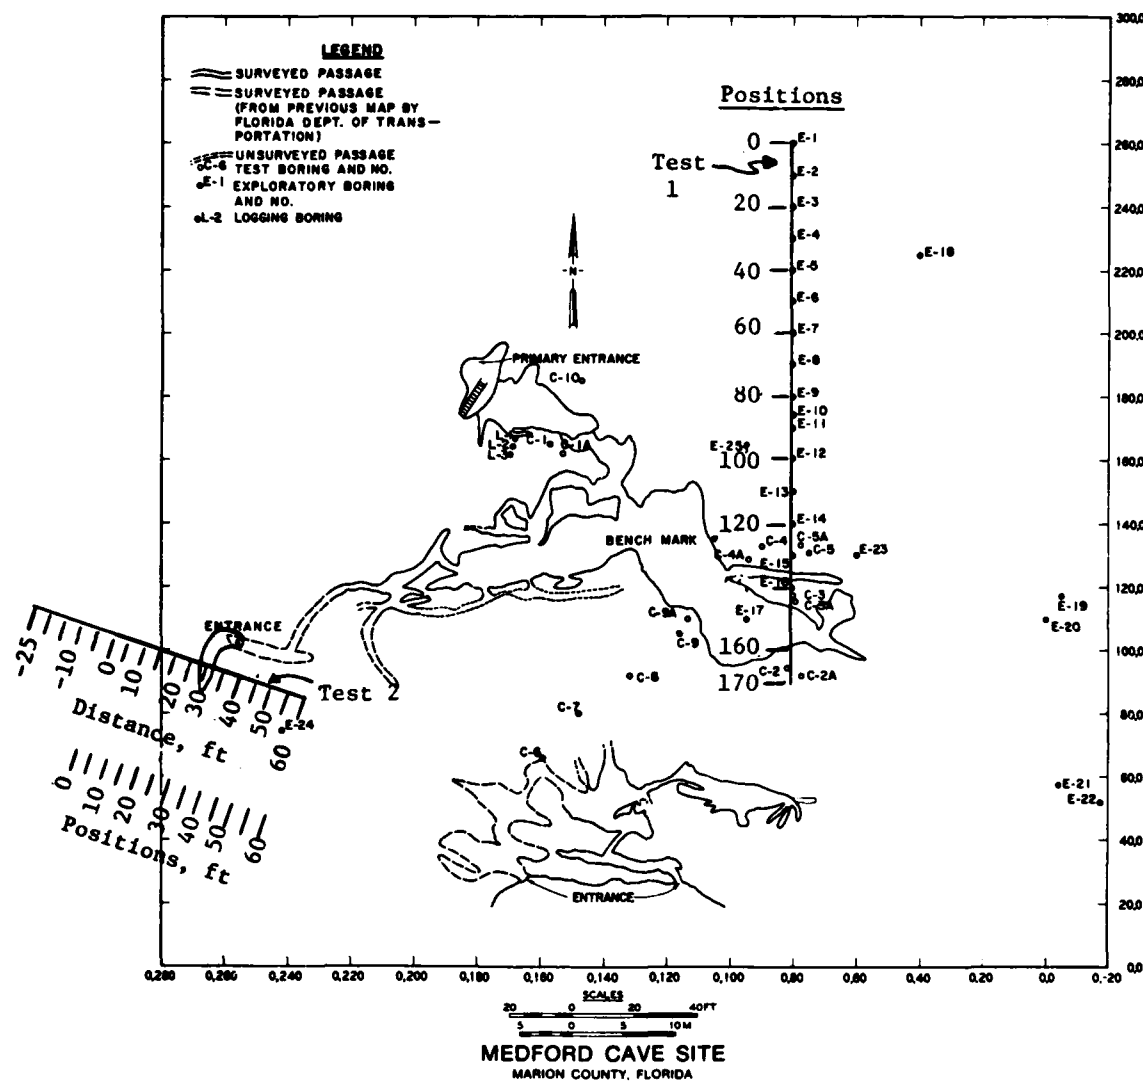 LEGEND
SURVEYED PASSAGE
SURVEYED PASSAGE
(FROM PREVIOUS MAP BY
FLORIDA DEPT. OF TRANS-
PORTATION)
UNSURVEYED PASSAGE
C-6 TEST BORING AND NO.
E-1 EXPLORATORY BORING
AND NO.
L-2 LOGGING BORING
Positions
Test
1
0
20
40
60
80
100
120
160
170
E-1
E-2
E-3
E-4
E-5
E-6
E-7
E-8
E-9
E-10
E-11
E-12
E-13
E-14
E-15
E-16
E-17
E-18
E-19
E-20
E-21
E-22
E-23
E-24
E-25
-N-
PRIMARY ENTRANCE
C-10
L-2
L-3
C-1
C-1A
BENCH MARK
C-4
C-4A
C-5A
C-5
C-3
C-3A
C-9A
C-9
C-8
C-7
C-6
C-2
C-2A
ENTRANCE
Test 2
-25
-10
0
10
20
30
40
50
60
Distance, ft
0
10
20
30
40
50
60
Positions, ft
ENTRANCE
300,0
280,0
260,0
240,0
220,0
200,0
180,0
160,0
140,0
120,0
100,0
80,0
60,0
40,0
20,0
0,0
0,280
0,260
0,240
0,220
0,200
0,180
0,160
0,140
0,120
0,100
0,80
0,60
0,40
0,20
0,0
0,-20
SCALES
20 0 20 40FT
5 0 5 10M
MEDFORD CAVE SITE
MARION COUNTY, FLORIDA